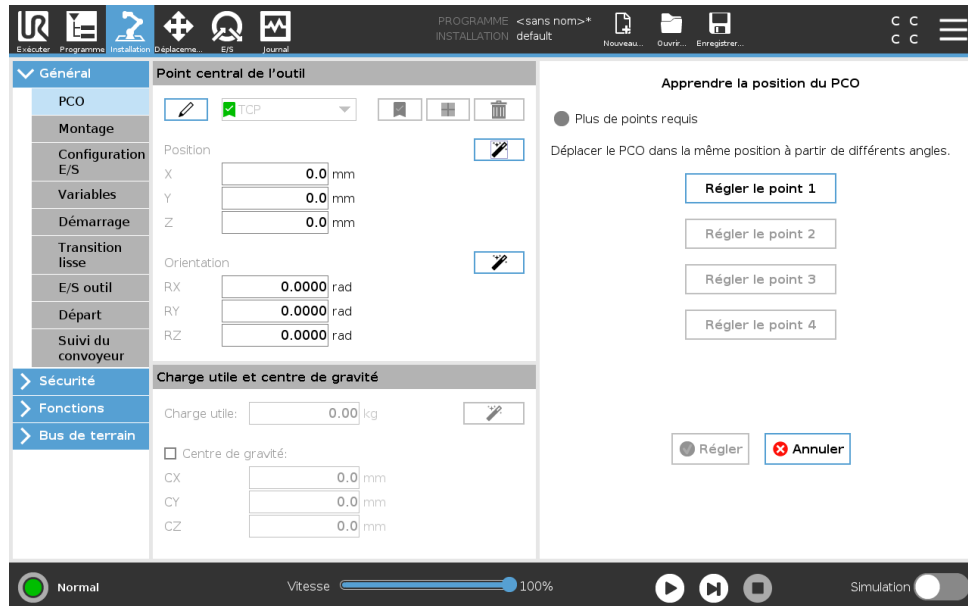 PROGRAMME <sans nom>*
INSTALLATION default
UR
Exécuter
Programme
Installation
Déplaceme...
E/S
Journal
Nouveau...
Ouvrir...
Enregistrer...
C C
C C
Général
PCO
Montage
Configuration
E/S
Variables
Démarrage
Transition
lisse
E/S outil
Départ
Suivi du
convoyeur
Sécurité
Fonctions
Bus de terrain
Point central de l'outil
TCP
Position
X 0.0 mm
Y 0.0 mm
Z 0.0 mm
Orientation
RX 0.0000 rad
RY 0.0000 rad
RZ 0.0000 rad
Charge utile et centre de gravité
Charge utile: 0.00 kg
Centre de gravité:
CX 0.0 mm
CY 0.0 mm
CZ 0.0 mm
Apprendre la position du PCO
Plus de points requis
Déplacer le PCO dans la même position à partir de différents angles.
Régler le point 1
Régler le point 2
Régler le point 3
Régler le point 4
Régler
Annuler
Normal
Vitesse 100%
Simulation